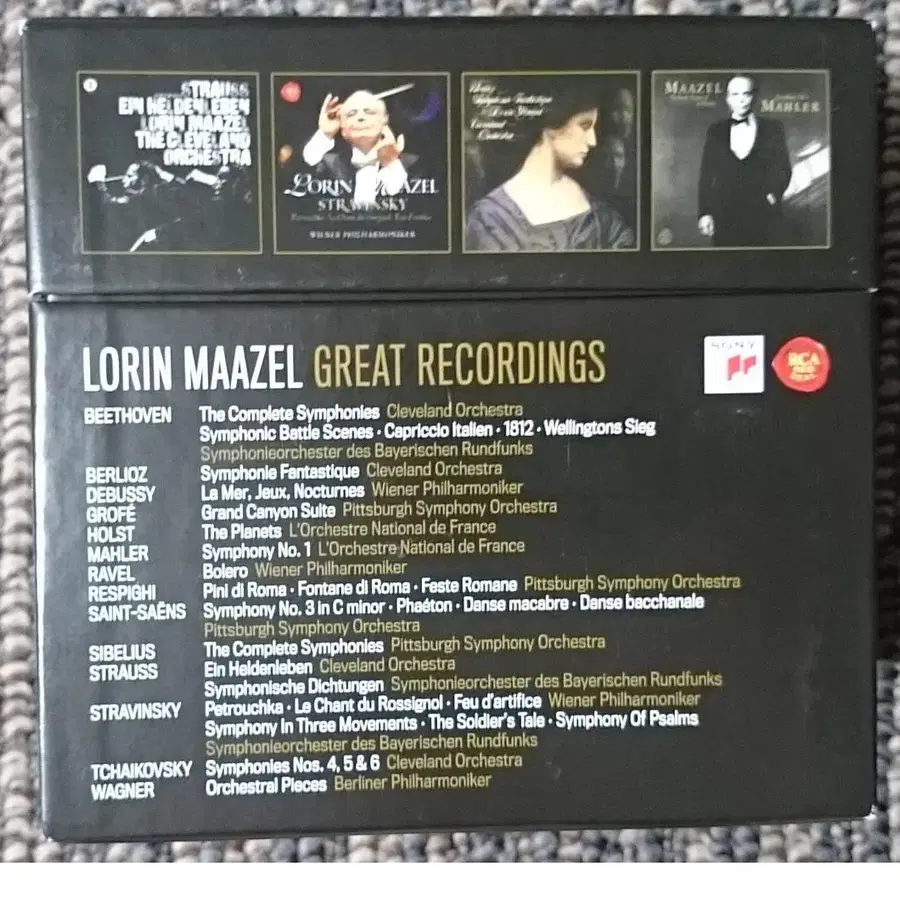 STRAUSS
EIN HELDENLEBEN
LORIN MAAZEL
THE CLEVELAND
ORCHESTRA
LORIN MAAZEL
STRAVINSKY
WIENER PHILHARMONIKER
MAAZEL
MAHLER
LORIN MAAZEL GREAT RECORDINGS
SONY
RCA
BEETHOVEN The Complete Symphonies Cleveland Orchestra
Symphonic Battle Scenes · Capriccio Italien · 1812 · Wellingtons Sieg
Symphonieorchester des Bayerischen Rundfunks
BERLIOZ Symphonie Fantastique Cleveland Orchestra
DEBUSSY La Mer, Jeux, Nocturnes Wiener Philharmoniker
GROFÉ Grand Canyon Suite Pittsburgh Symphony Orchestra
HOLST The Planets L'Orchestre National de France
MAHLER Symphony No. 1 L'Orchestre National de France
RAVEL Bolero Wiener Philharmoniker
RESPIGHI Pini di Roma · Fontane di Roma · Feste Romane Pittsburgh Symphony Orchestra
SAINT-SAËNS Symphony No. 3 in C minor · Phaéton · Danse macabre · Danse bacchanale
Pittsburgh Symphony Orchestra
SIBELIUS The Complete Symphonies Pittsburgh Symphony Orchestra
STRAUSS Ein Heldenleben Cleveland Orchestra
Symphonische Dichtungen Symphonieorchester des Bayerischen Rundfunks
STRAVINSKY Petrouchka · Le Chant du Rossignol · Feu d'artifice Wiener Philharmoniker
Symphony In Three Movements · The Soldier's Tale · Symphony Of Psalms
Symphonieorchester des Bayerischen Rundfunks
TCHAIKOVSKY Symphonies Nos. 4, 5 & 6 Cleveland Orchestra
WAGNER Orchestral Pieces Berliner Philharmoniker